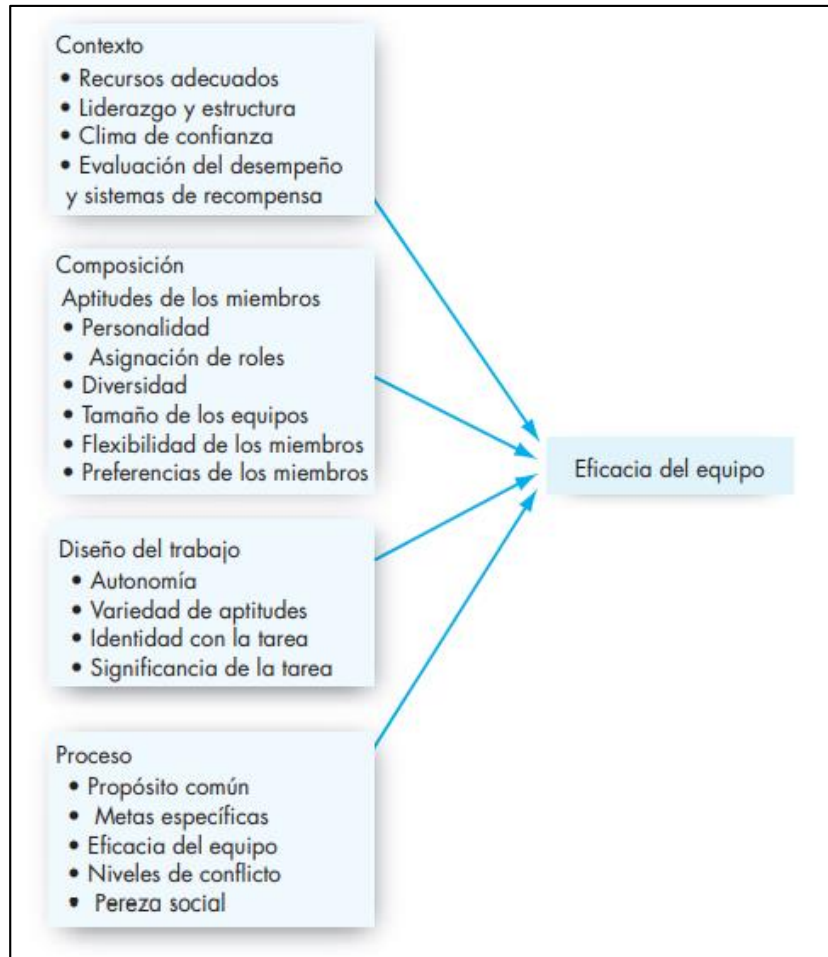 Contexto
• Recursos adecuados
• Liderazgo y estructura
• Clima de confianza
• Evaluación del desempeño
y sistemas de recompensa
Composición
Aptitudes de los miembros
• Personalidad
• Asignación de roles
• Diversidad
• Tamaño de los equipos
• Flexibilidad de los miembros
• Preferencias de los miembros
Eficacia del equipo
Diseño del trabajo
• Autonomía
• Variedad de aptitudes
• Identidad con la tarea
• Significancia de la tarea
Proceso
• Propósito común
• Metas específicas
• Eficacia del equipo
• Niveles de conflicto
• Pereza social